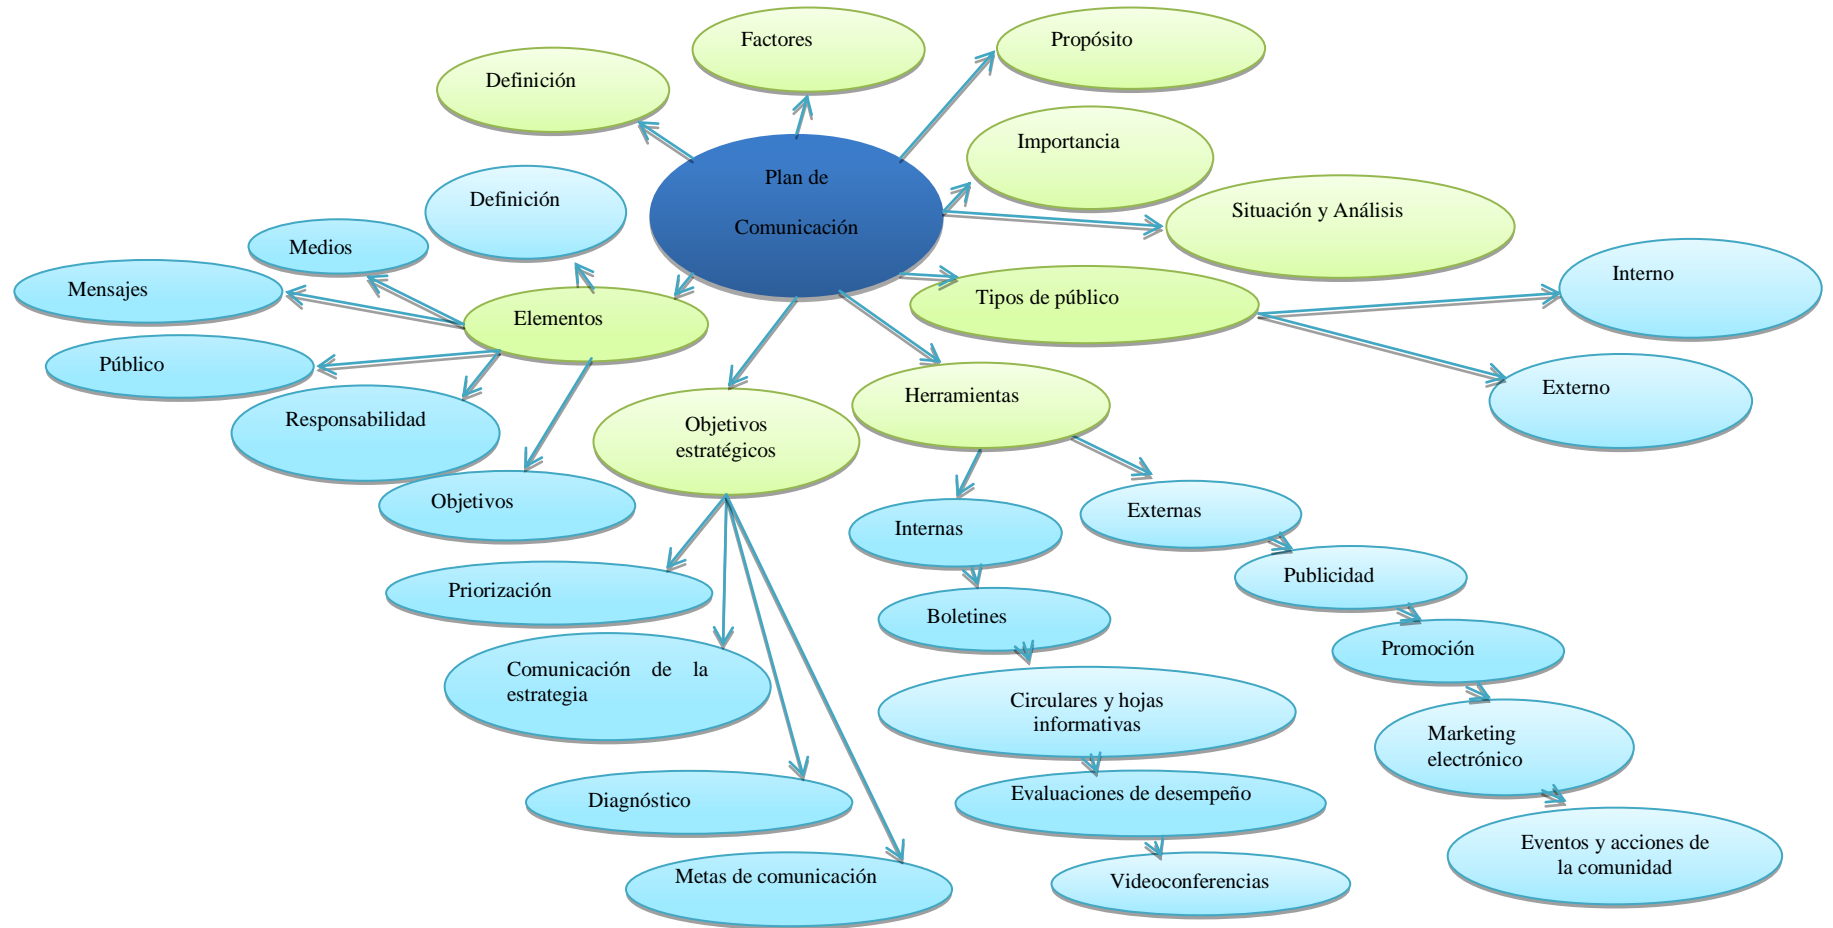 Factores
Propósito
Definición
Importancia
Plan de
Comunicación
Definición
Situación y Análisis
Medios
Mensajes
Elementos
Tipos de público
Interno
Público
Externo
Responsabilidad
Herramientas
Objetivos
estratégicos
Objetivos
Internas
Externas
Priorización
Publicidad
Boletines
Promoción
Comunicación de la
estrategia
Circulares y hojas
informativas
Marketing
electrónico
Diagnóstico
Evaluaciones de desempeño
Eventos y acciones de
la comunidad
Metas de comunicación
Videoconferencias